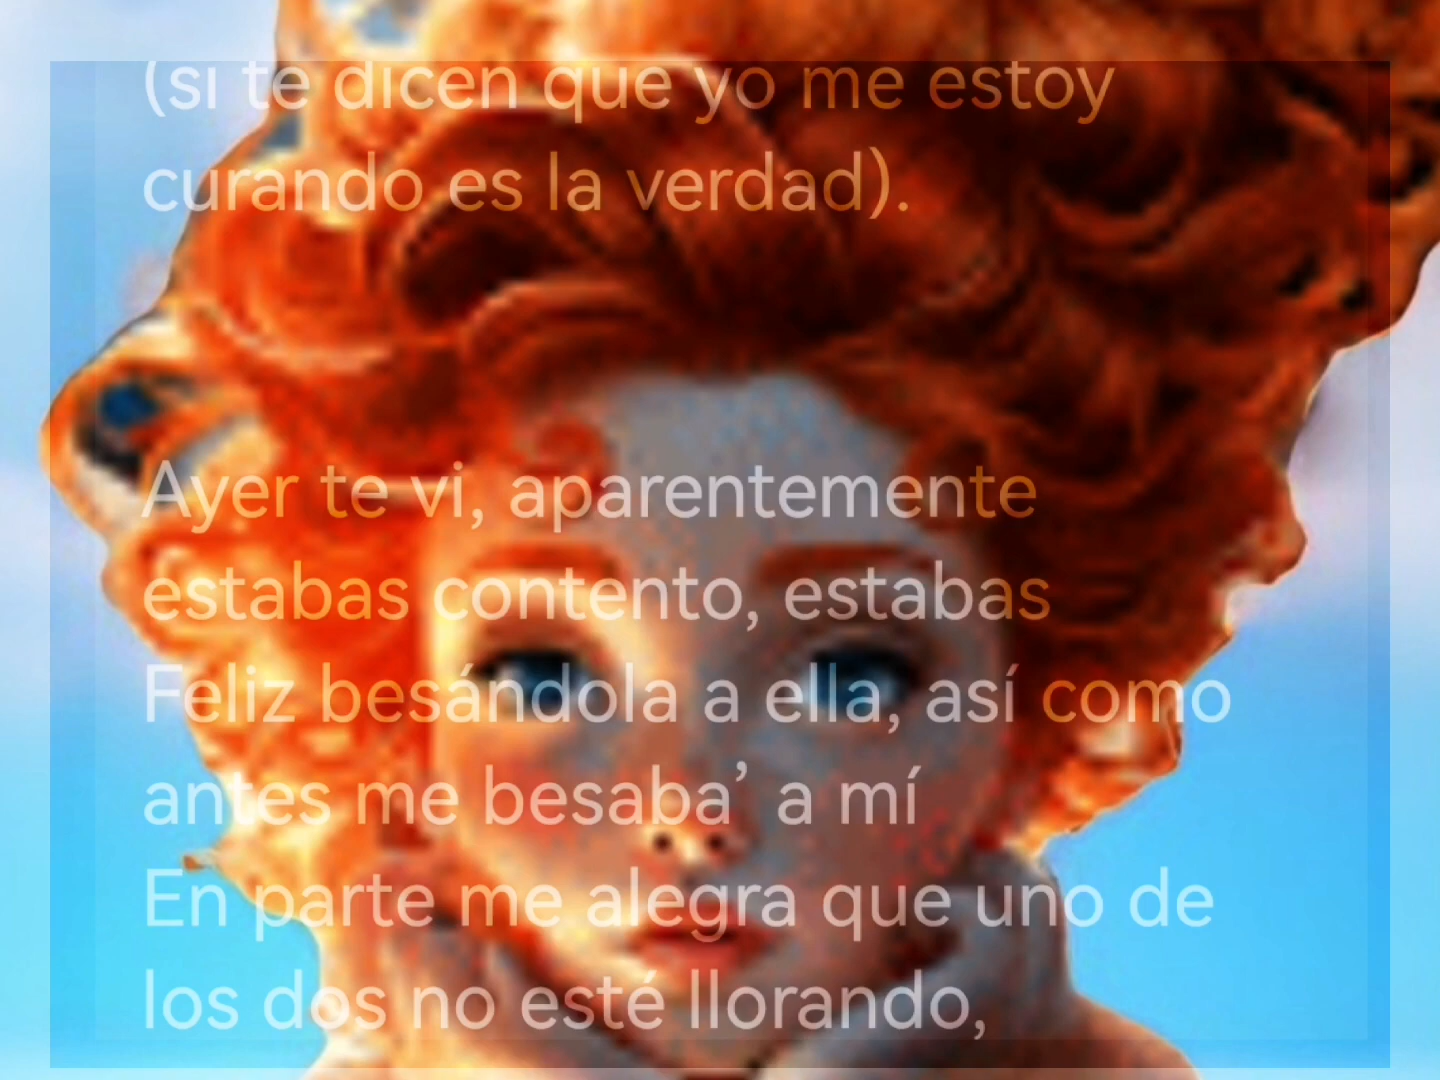 (si te dicen que yo me estoy
curando es la verdad).
Ayer te vi, aparentemente
estabas contento, estabas
Feliz besándola a ella, así como
antes me besaba’ a mí
En parte me alegra que uno de
los dos no esté llorando,